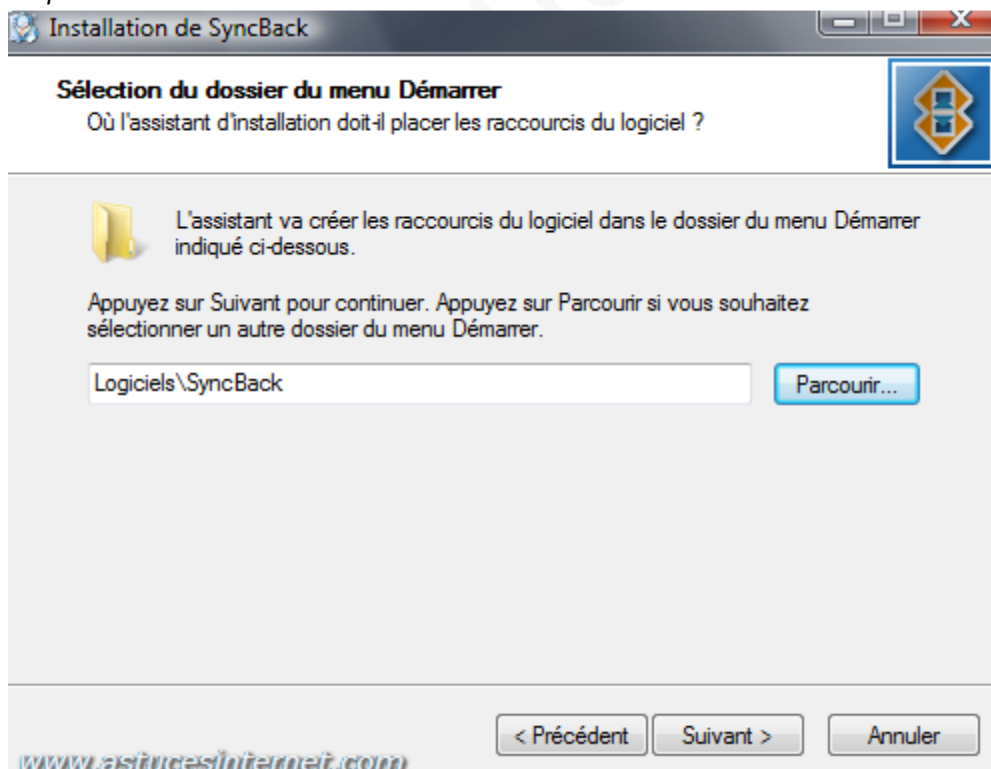 Installation de SyncBack
Sélection du dossier du menu Démarrer
Où l'assistant d'installation doit-il placer les raccourcis du logiciel ?
L'assistant va créer les raccourcis du logiciel dans le dossier du menu Démarrer
indiqué ci-dessous.
Appuyez sur Suivant pour continuer. Appuyez sur Parcourir si vous souhaitez
sélectionner un autre dossier du menu Démarrer.
Logiciels\SyncBack
Parcourir...
< Précédent
Suivant >
Annuler
www.astucesinternet.com